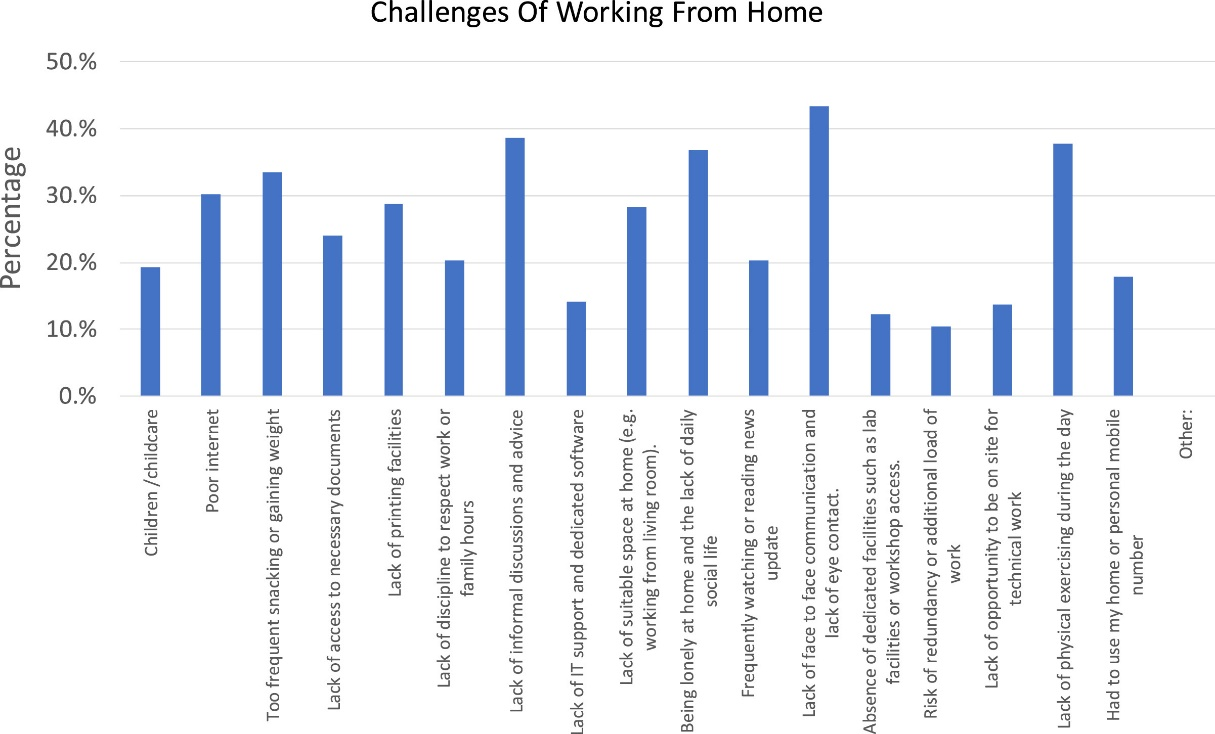 Challenges Of Working From Home
Percentage
50.%
40.%
30.%
20.%
10.%
0.%
Children /childcare
Poor internet
Too frequent snacking or gaining weight
Lack of access to necessary documents
Lack of printing facilities
Lack of discipline to respect work or
family hours
Lack of informal discussions and advice
Lack of IT support and dedicated software
Lack of suitable space at home (e.g.
working from living room).
Being lonely at home and the lack of daily
social life
Frequently watching or reading news
update
Lack of face to face communication and
lack of eye contact.
Absence of dedicated facilities such as lab
facilities or workshop access.
Risk of redundancy or additional load of
work
Lack of opportunity to be on site for
technical work
Lack of physical exercising during the day
Had to use my home or personal mobile
number
Other: